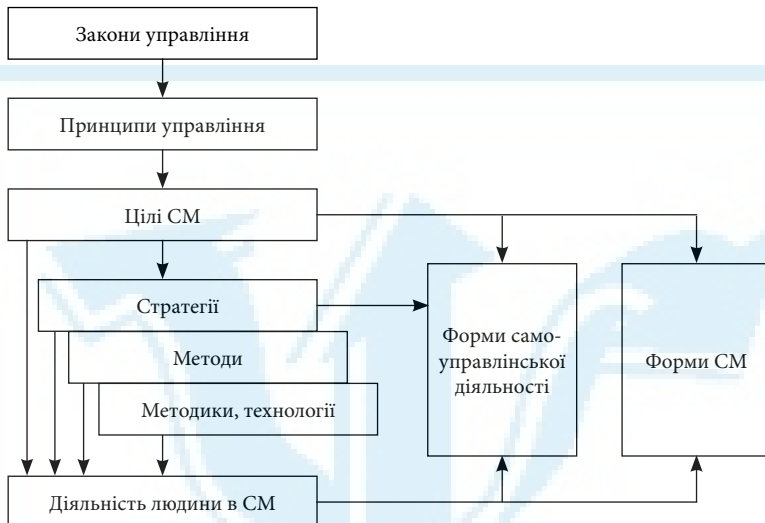 Закони управління
Принципи управління
Цілі СМ
Стратегії
Методи
Методики, технології
Діяльність людини в СМ
Форми само-
управлінської
діяльності
Форми СМ